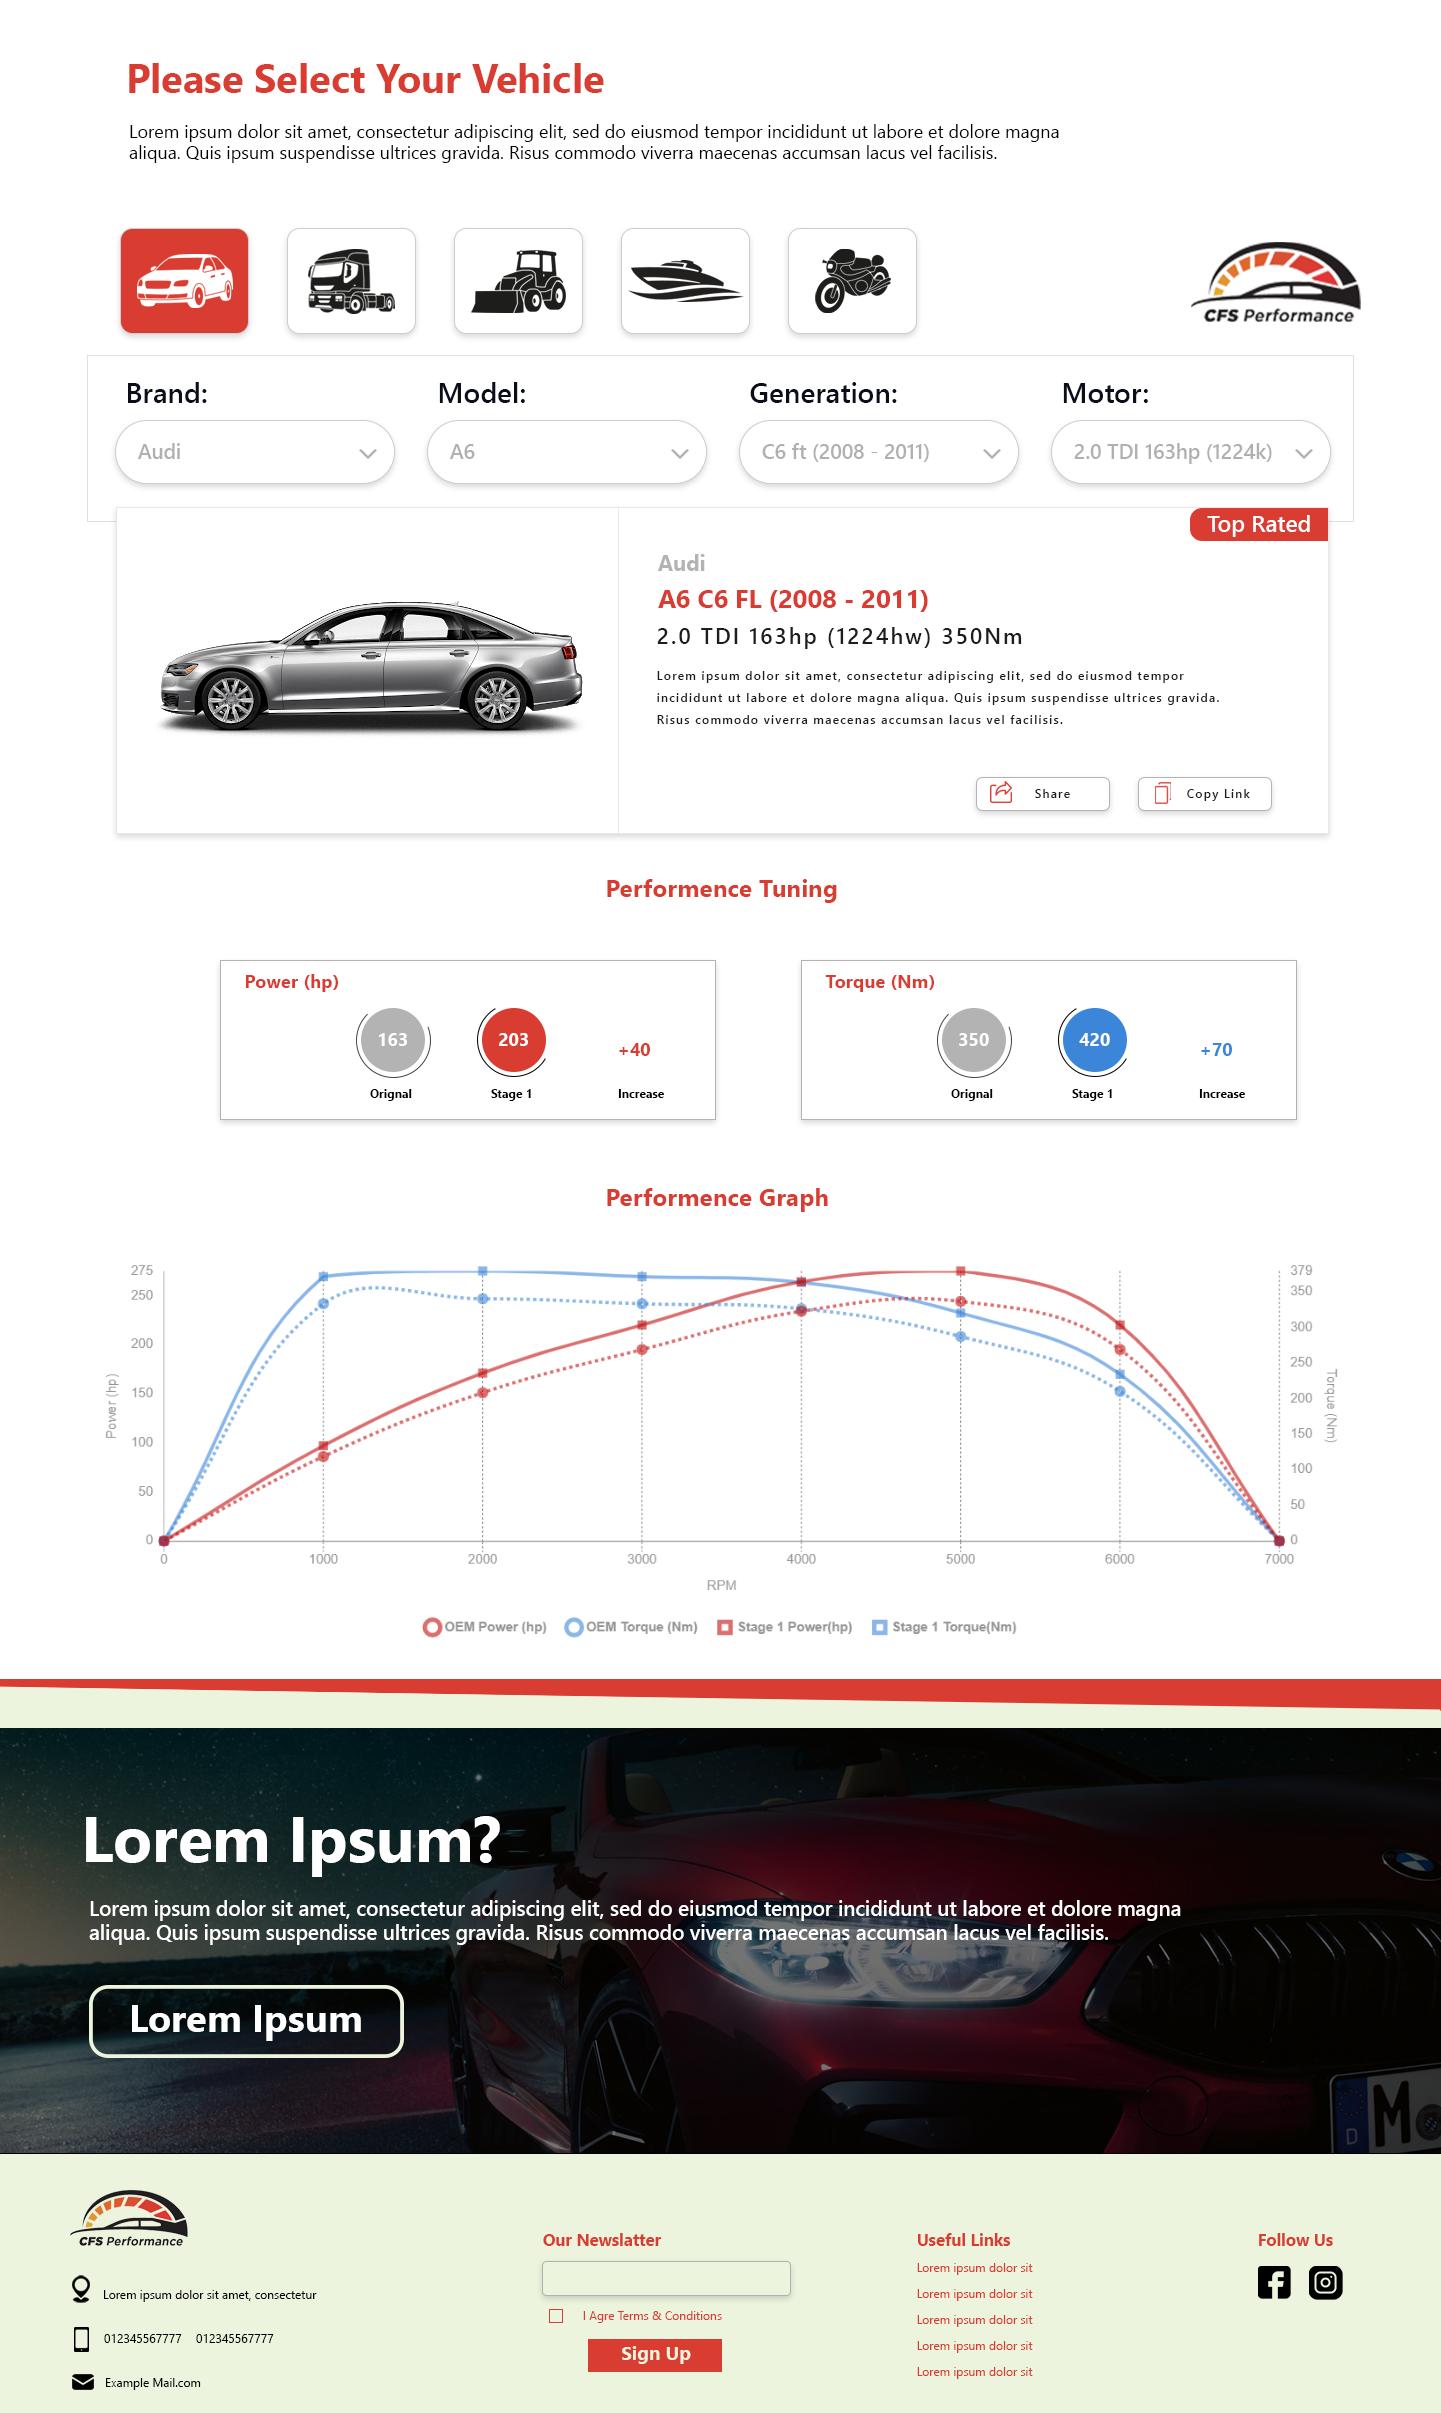 Please Select Your Vehicle
Lorem ipsum dolor sit amet, consectetur adipiscing elit, sed do eiusmod tempor incididunt ut labore et dolore magna
aliqua. Quis ipsum suspendisse ultrices gravida. Risus commodo viverra maecenas accumsan lacus vel facilisis.
CFS Performance
Brand: Model: Generation: Motor:
Audi A6 C6 ft (2008 - 2011) 2.0 TDI 163hp (1224k)
Top Rated
Audi
A6 C6 FL (2008 - 2011)
2.0 TDI 163hp (1224hw) 350Nm
Lorem ipsum dolor sit amet, consectetur adipiscing elit, sed do eiusmod tempor
incididunt ut labore et dolore magna aliqua. Quis ipsum suspendisse ultrices gravida.
Risus commodo viverra maecenas accumsan lacus vel facilisis.
Share Copy Link
Performence Tuning
Power (hp)
163 203 +40
Orignal Stage 1 Increase
Torque (Nm)
350 420 +70
Orignal Stage 1 Increase
Performence Graph
275
250
200
150
100
50
0
Power (hp)
379
350
300
250
200
150
100
50
0
Torque (Nm)
0 1000 2000 3000 4000 5000 6000 7000
RPM
OEM Power (hp) OEM Torque (Nm) Stage 1 Power(hp) Stage 1 Torque(Nm)
Lorem Ipsum?
Lorem ipsum dolor sit amet, consectetur adipiscing elit, sed do eiusmod tempor incididunt ut labore et dolore magna
aliqua. Quis ipsum suspendisse ultrices gravida. Risus commodo viverra maecenas accumsan lacus vel facilisis.
Lorem Ipsum
D M
CFS Performance
Lorem ipsum dolor sit amet, consectetur
012345567777 012345567777
Example Mail.com
Our Newslatter
I Agre Terms & Conditions
Sign Up
Useful Links
Lorem ipsum dolor sit
Lorem ipsum dolor sit
Lorem ipsum dolor sit
Lorem ipsum dolor sit
Lorem ipsum dolor sit
Follow Us